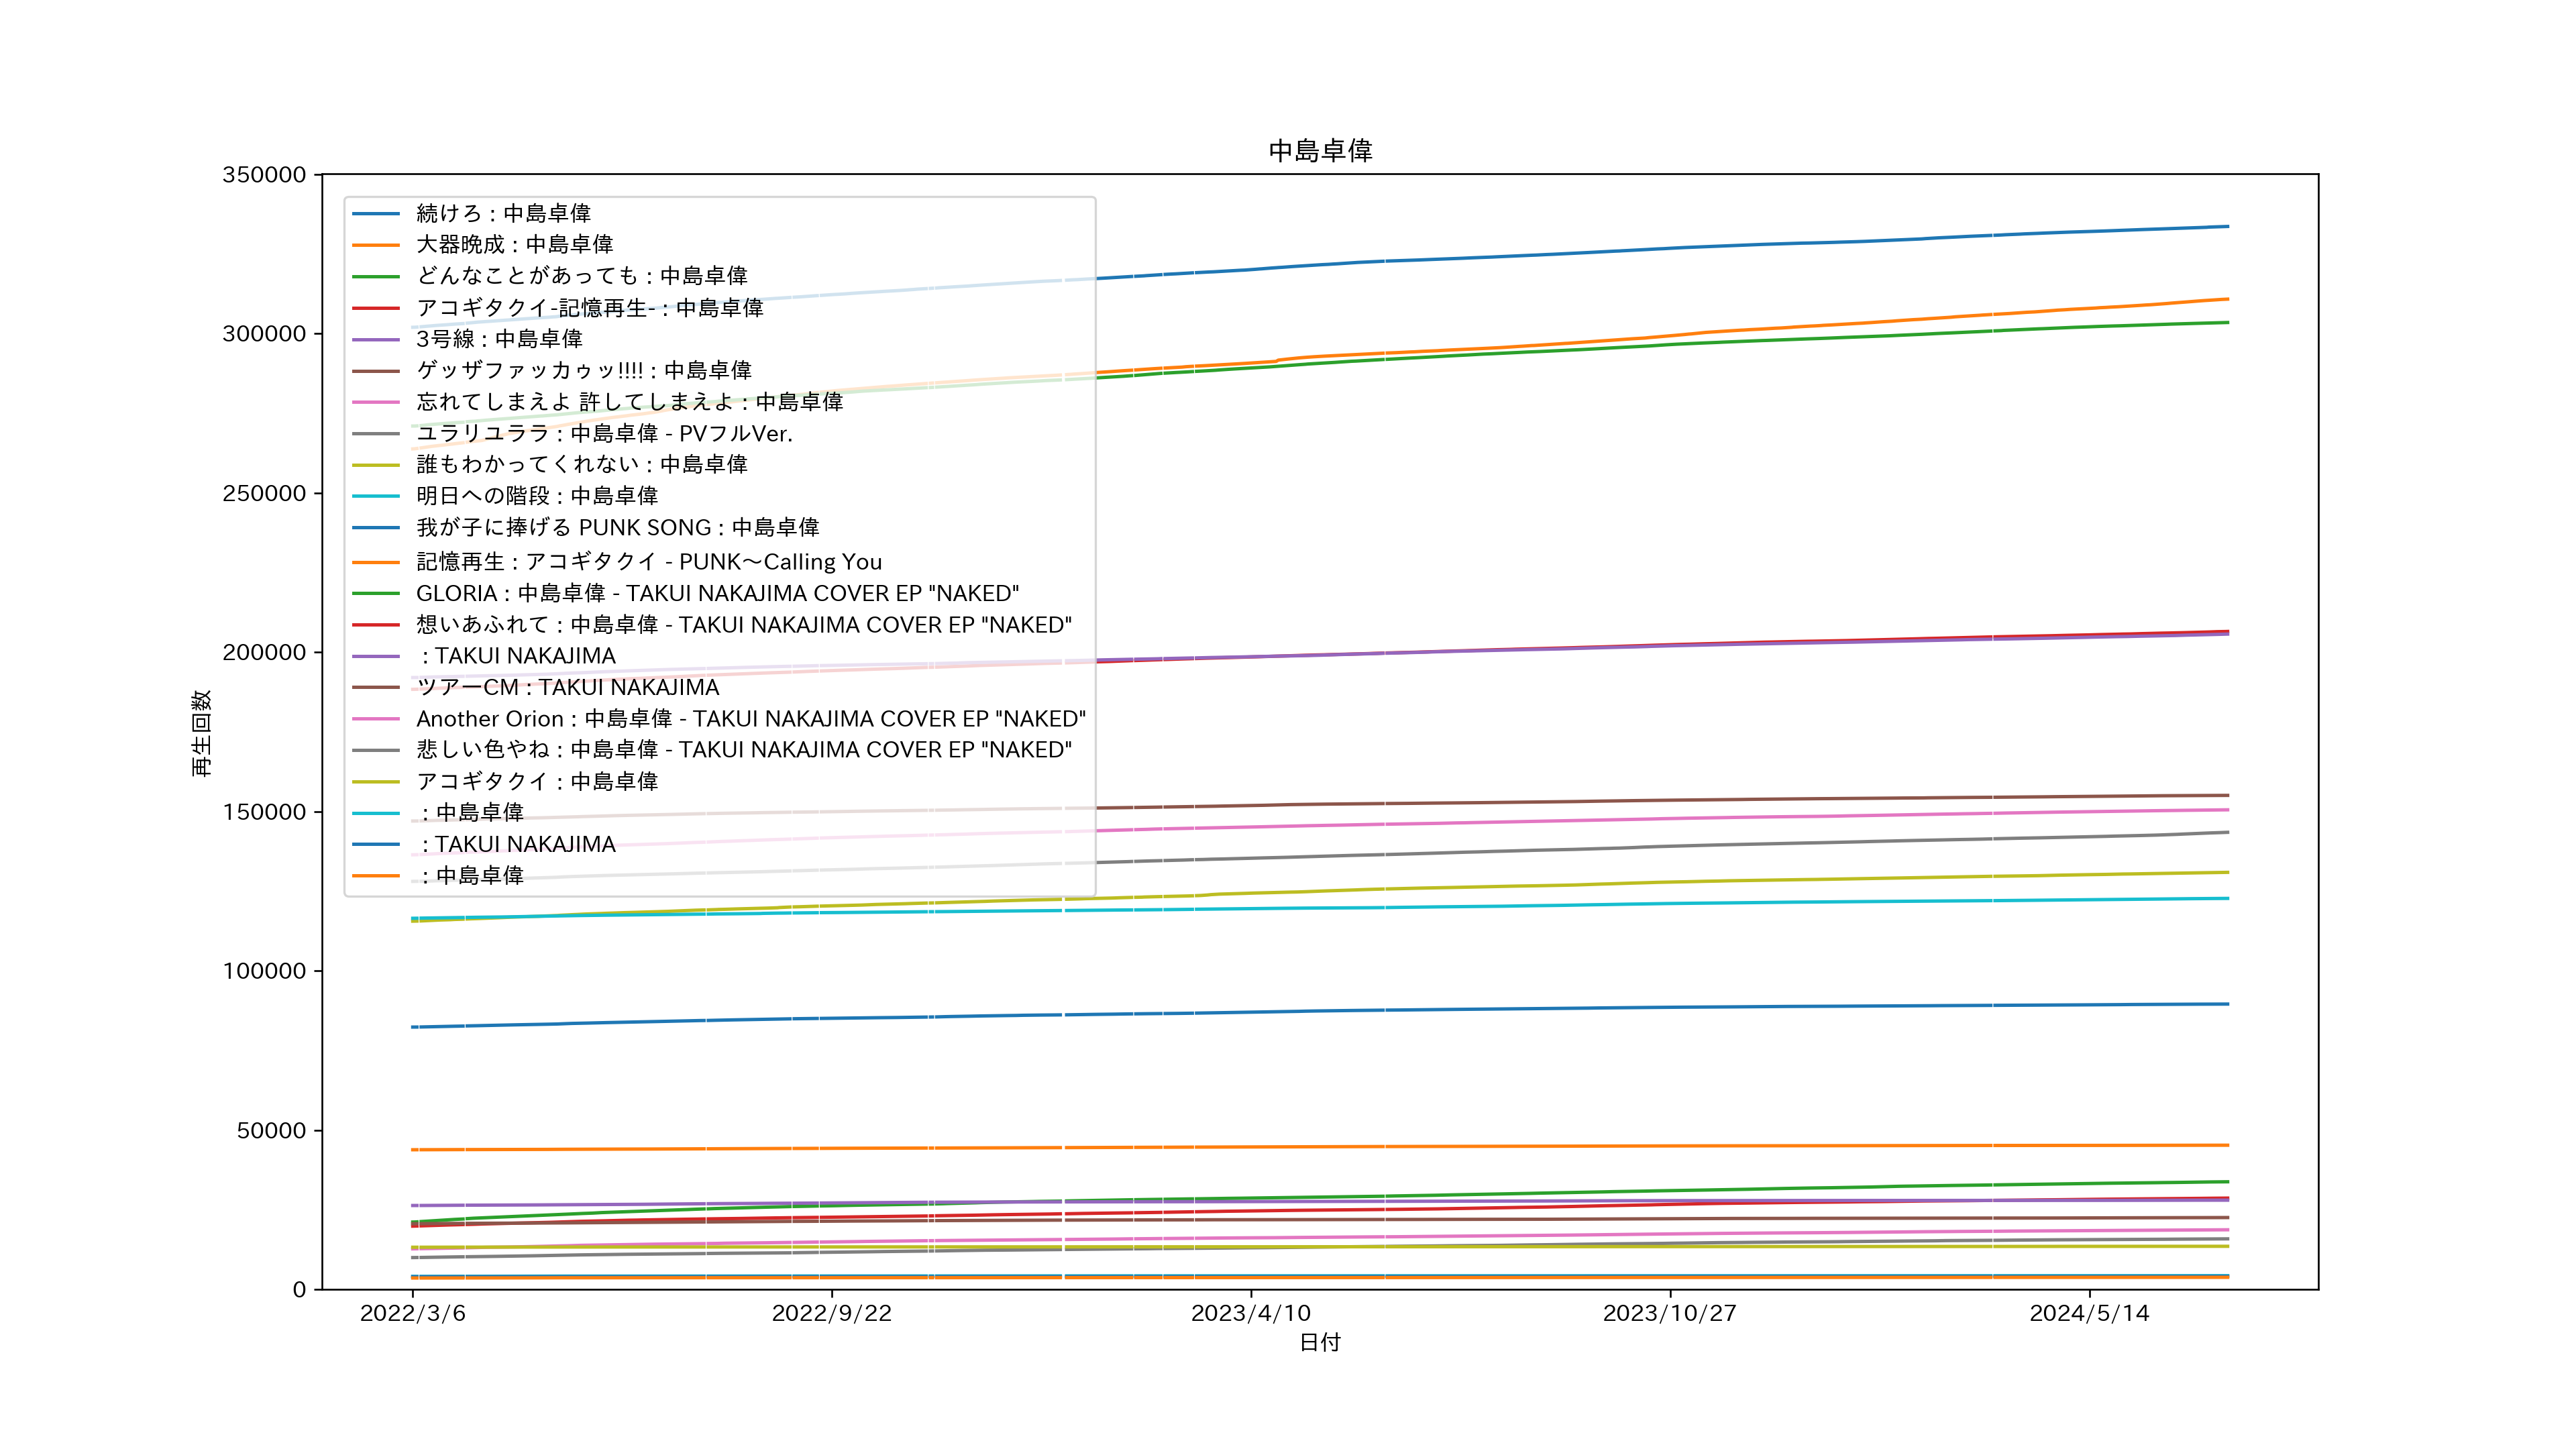 中島卓偉
350000
300000
250000
200000
150000
100000
50000
0
再生回数
続けろ : 中島卓偉
大器晩成 : 中島卓偉
どんなことがあっても : 中島卓偉
アコギタクイ-記憶再生- : 中島卓偉
3号線 : 中島卓偉
ゲッザファッカゥッ!!!! : 中島卓偉
忘れてしまえよ 許してしまえよ : 中島卓偉
ユラリユララ : 中島卓偉 - PVフルVer.
誰もわかってくれない : 中島卓偉
明日への階段 : 中島卓偉
我が子に捧げる PUNK SONG : 中島卓偉
記憶再生 : アコギタクイ - PUNK～Calling You
GLORIA : 中島卓偉 - TAKUI NAKAJIMA COVER EP "NAKED"
想いあふれて : 中島卓偉 - TAKUI NAKAJIMA COVER EP "NAKED"
: TAKUI NAKAJIMA
ツアーCM : TAKUI NAKAJIMA
Another Orion : 中島卓偉 - TAKUI NAKAJIMA COVER EP "NAKED"
悲しい色やね : 中島卓偉 - TAKUI NAKAJIMA COVER EP "NAKED"
アコギタクイ : 中島卓偉
: 中島卓偉
: TAKUI NAKAJIMA
: 中島卓偉
2022/3/6 2022/9/22 2023/4/10 2023/10/27 2024/5/14
日付